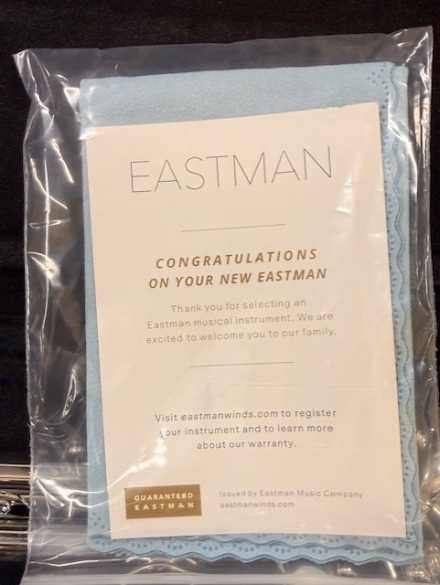 EASTMAN
CONGRATULATIONS
ON YOUR NEW EASTMAN
Thank you for selecting an
Eastman musical instrument. We are
excited to welcome you to our family.
Visit eastmanwinds.com to register
your instrument and to learn more
about our warranty.
GUARANTEED
EASTMAN
Issued by Eastman Music Company
eastmanwinds.com